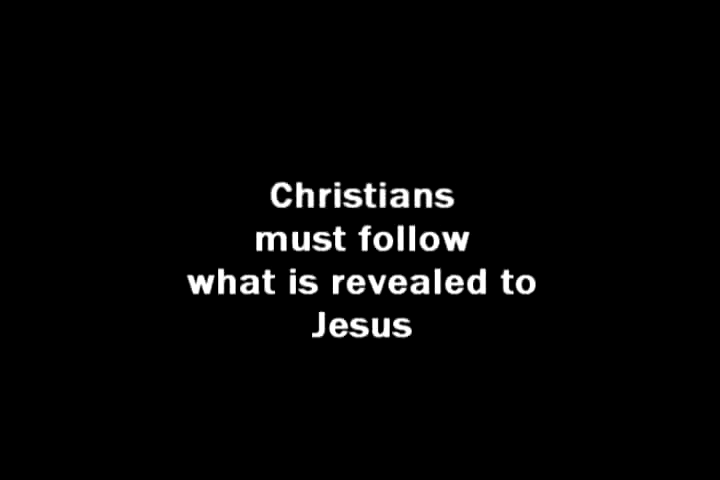 Christians
must follow
what is revealed to
Jesus